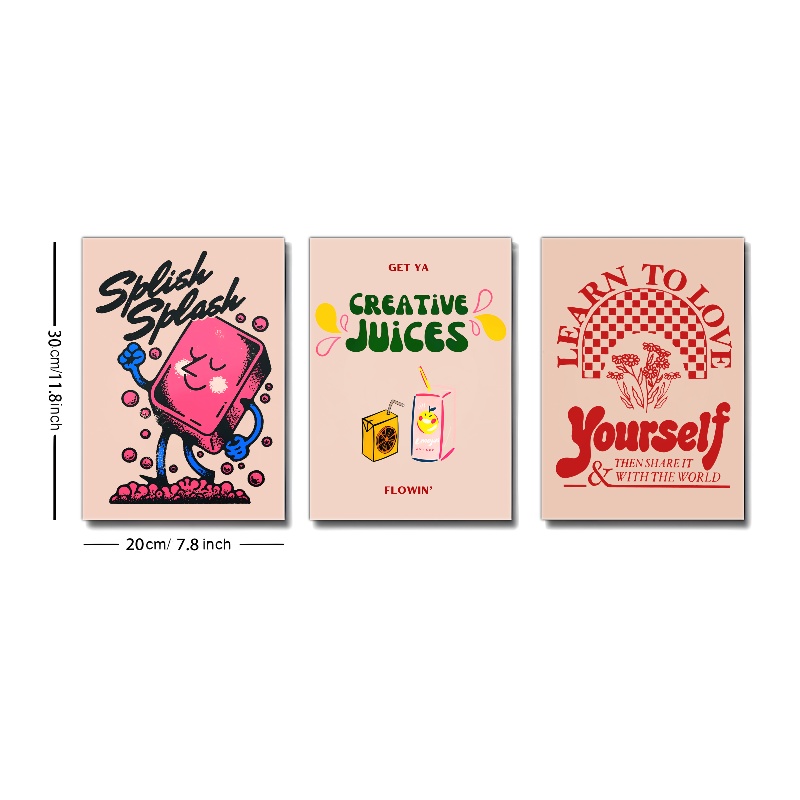 30cm/11.8inch
20cm/ 7.8 inch
Splish
Splash
GET YA
CREATIVE
JUICES
FLOWIN'
LEARN TO LOVE
Yourself
& THEN SHARE IT
WITH THE WORLD